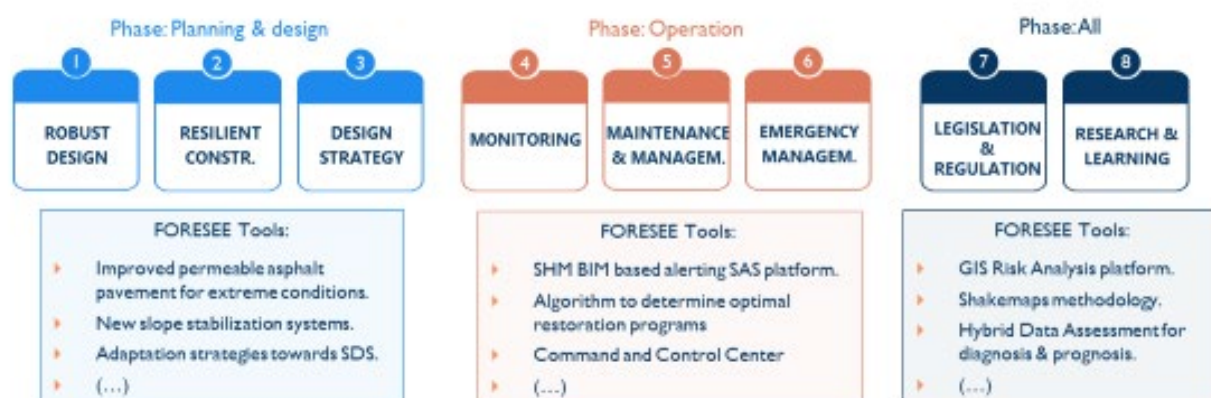 Phase: Planning & design
1
ROBUST
DESIGN
2
RESILIENT
CONSTR.
3
DESIGN
STRATEGY
FORESEE Tools:
Improved permeable asphalt
pavement for extreme conditions.
New slope stabilization systems.
Adaptation strategies towards SDS.
(...)
Phase: Operation
4
MONITORING
5
MAINTENANCE
& MANAGEM.
6
EMERGENCY
MANAGEM.
FORESEE Tools:
SHM BIM based alerting SAS platform.
Algorithm to determine optimal
restoration programs
Command and Control Center
(...)
Phase: All
7
LEGISLATION
&
REGULATION
8
RESEARCH &
LEARNING
FORESEE Tools:
GIS Risk Analysis platform.
Shakemaps methodology.
Hybrid Data Assessment for
diagnosis & prognosis.
(...)